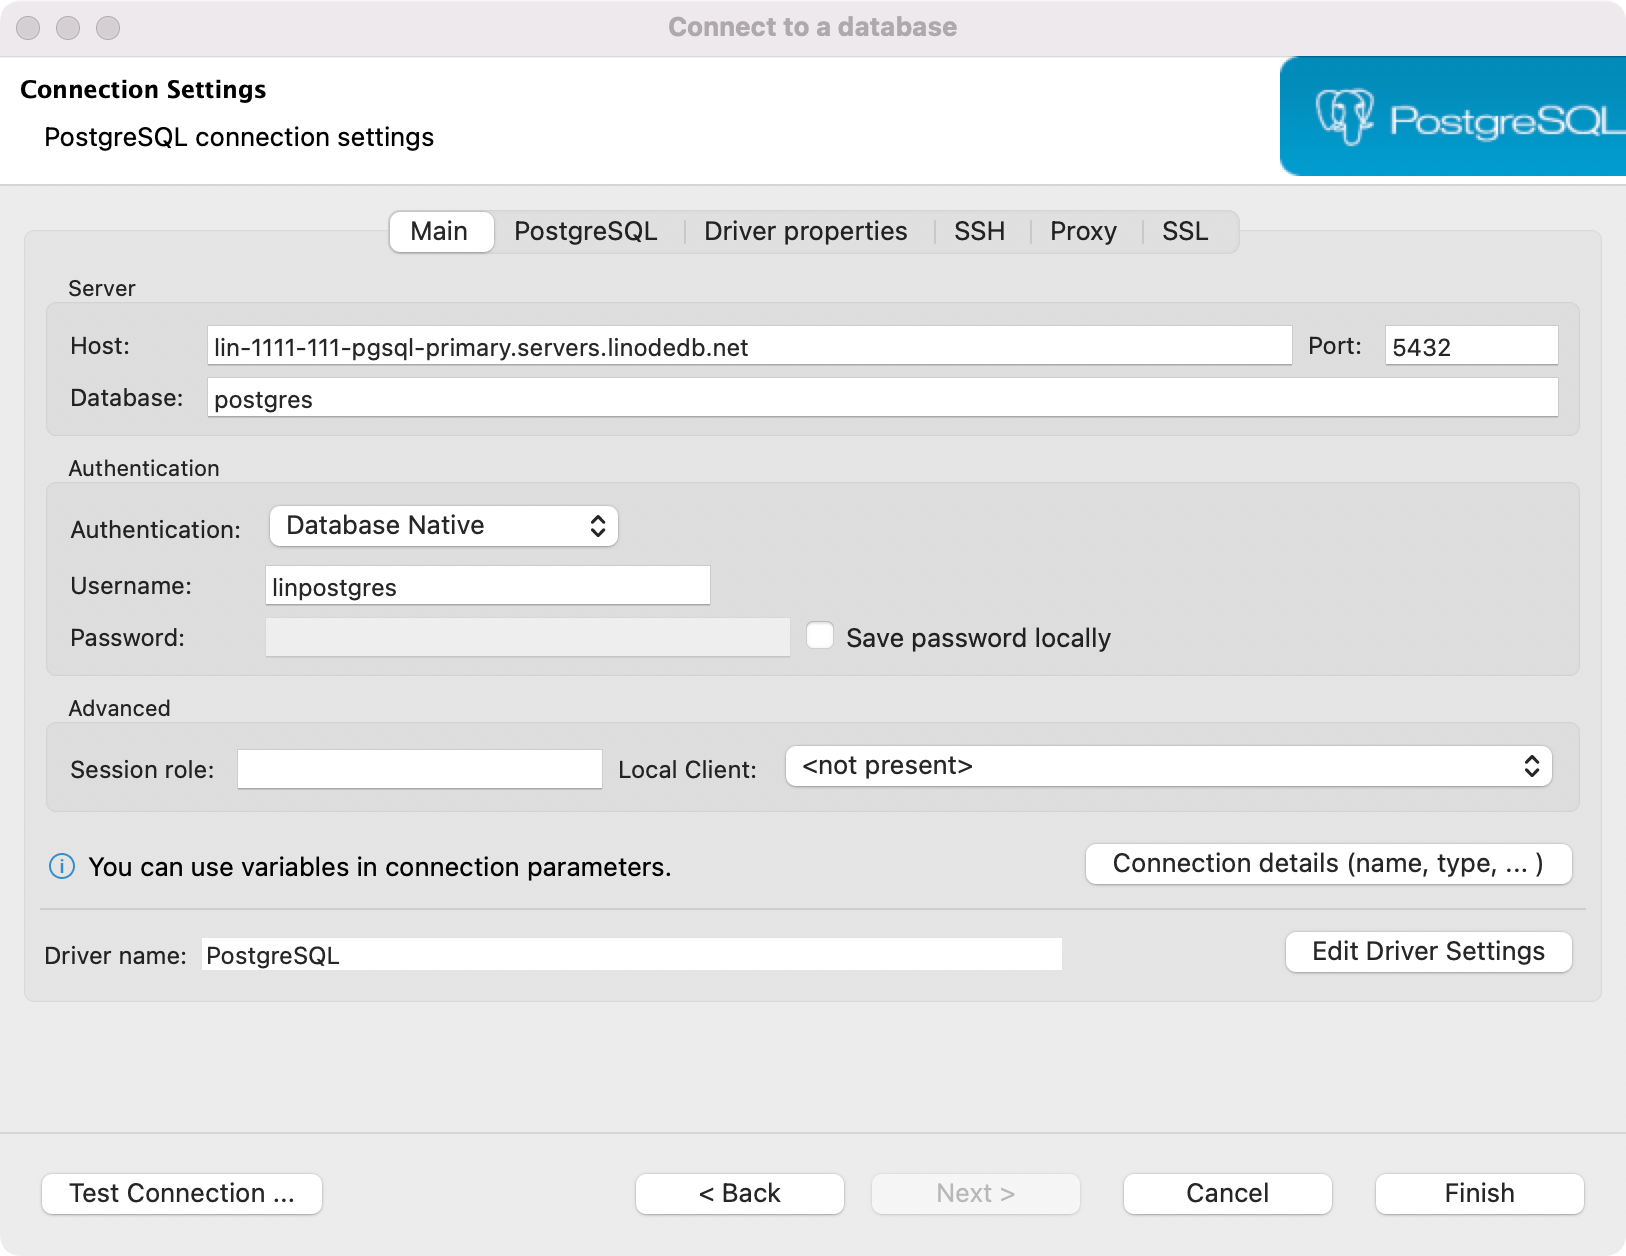 Connect to a database
Connection Settings
PostgreSQL connection settings
PostgreSQL
Main PostgreSQL Driver properties SSH Proxy SSL
Server
Host: lin-1111-111-pgsql-primary.servers.linodedb.net Port: 5432
Database: postgres
Authentication
Authentication: Database Native
Username: linpostgres
Password: Save password locally
Advanced
Session role: Local Client: <not present>
You can use variables in connection parameters. Connection details (name, type, ... )
Driver name: PostgreSQL Edit Driver Settings
Test Connection ... < Back Next > Cancel Finish